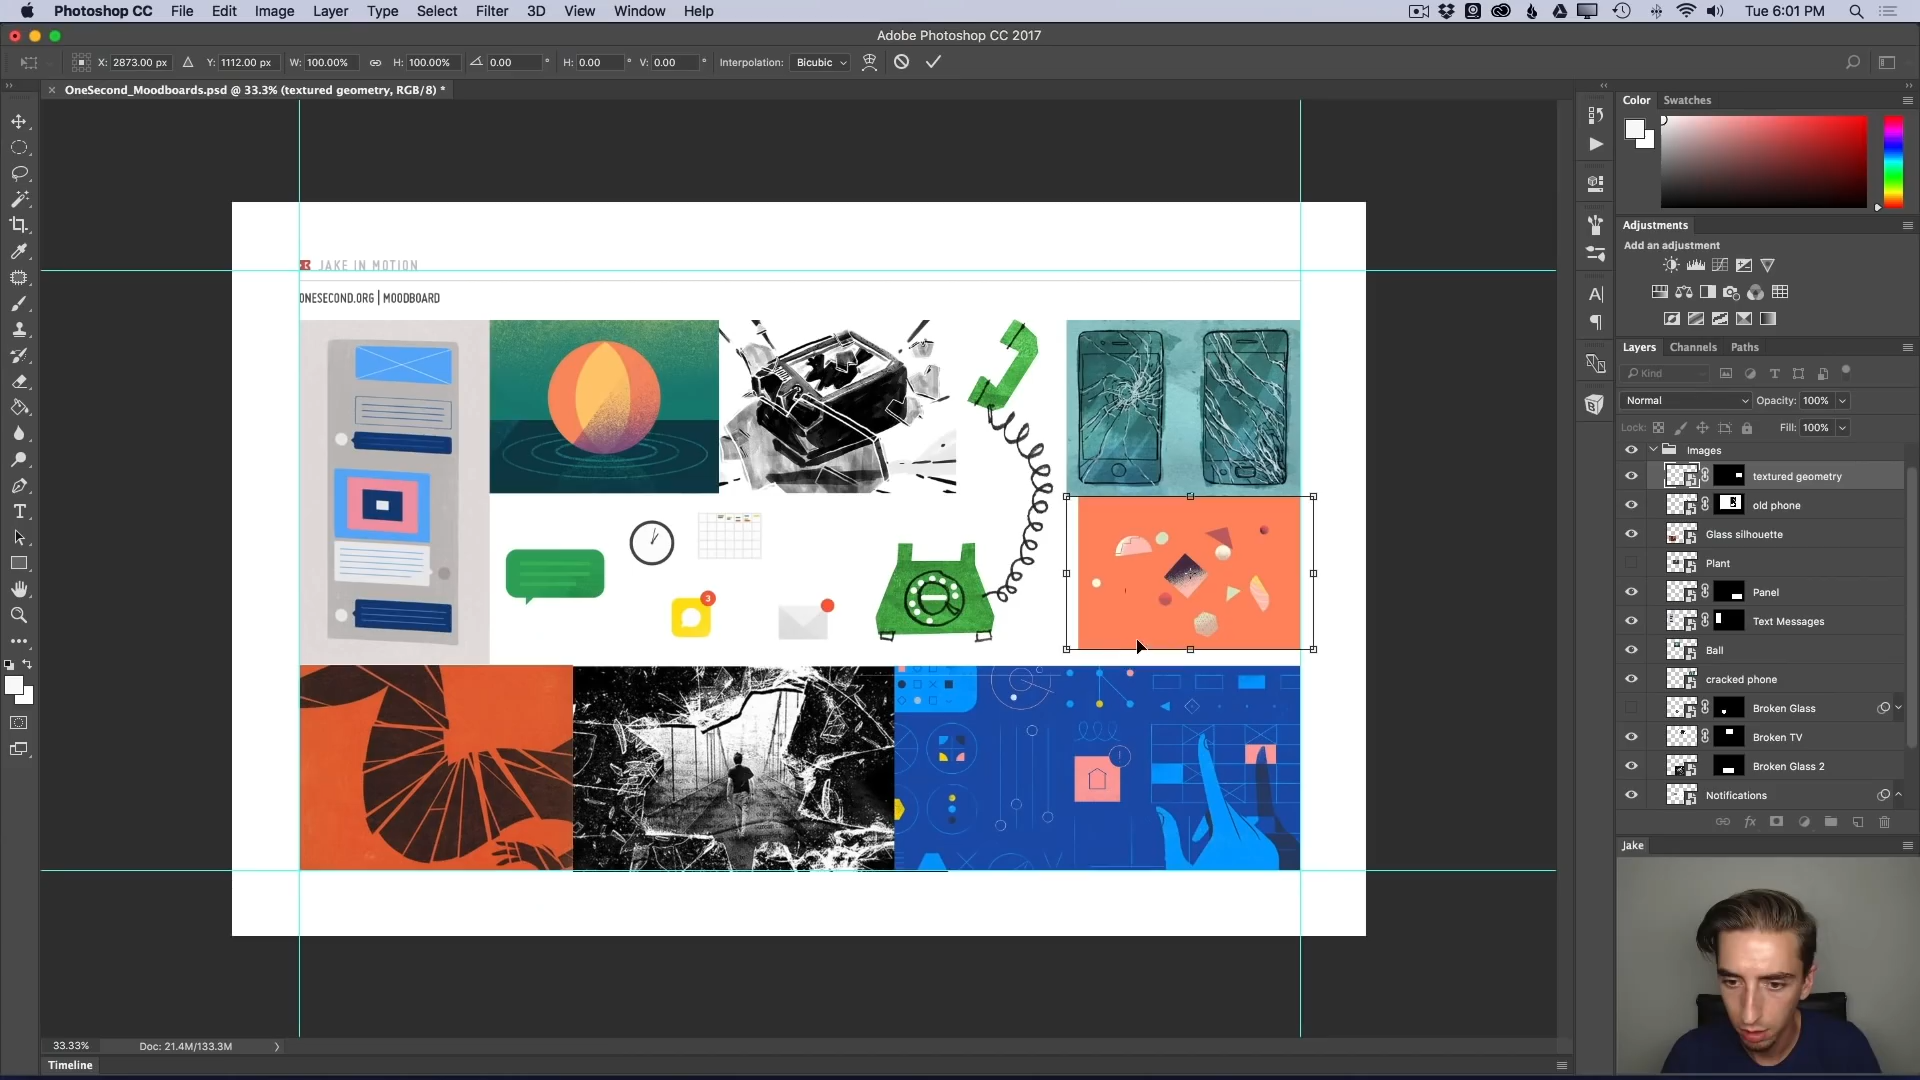 Photoshop CC File Edit Image Layer Type Select Filter 3D View Window Help Tue 6:01 PM
Adobe Photoshop CC 2017
X: 2873.00 px Y: 1112.00 px W: 100.00% H: 100.00% 0.00 ° H: 0.00 ° V: 0.00 ° Interpolation: Bicubic
OneSecond_Moodboards.psd @ 33.3% (textured geometry, RGB/8) *
Color Swatches
Adjustments
Add an adjustment
JAKE IN MOTION
ONESECOND.ORG | MOODBOARD
3
Layers Channels Paths
Kind
Normal Opacity: 100%
Lock: Fill: 100%
Images
textured geometry
old phone
Glass silhouette
Plant
Panel
Text Messages
Ball
cracked phone
Broken Glass
Broken TV
Broken Glass 2
Notifications
Jake
33.33% Doc: 21.4M/133.3M
Timeline